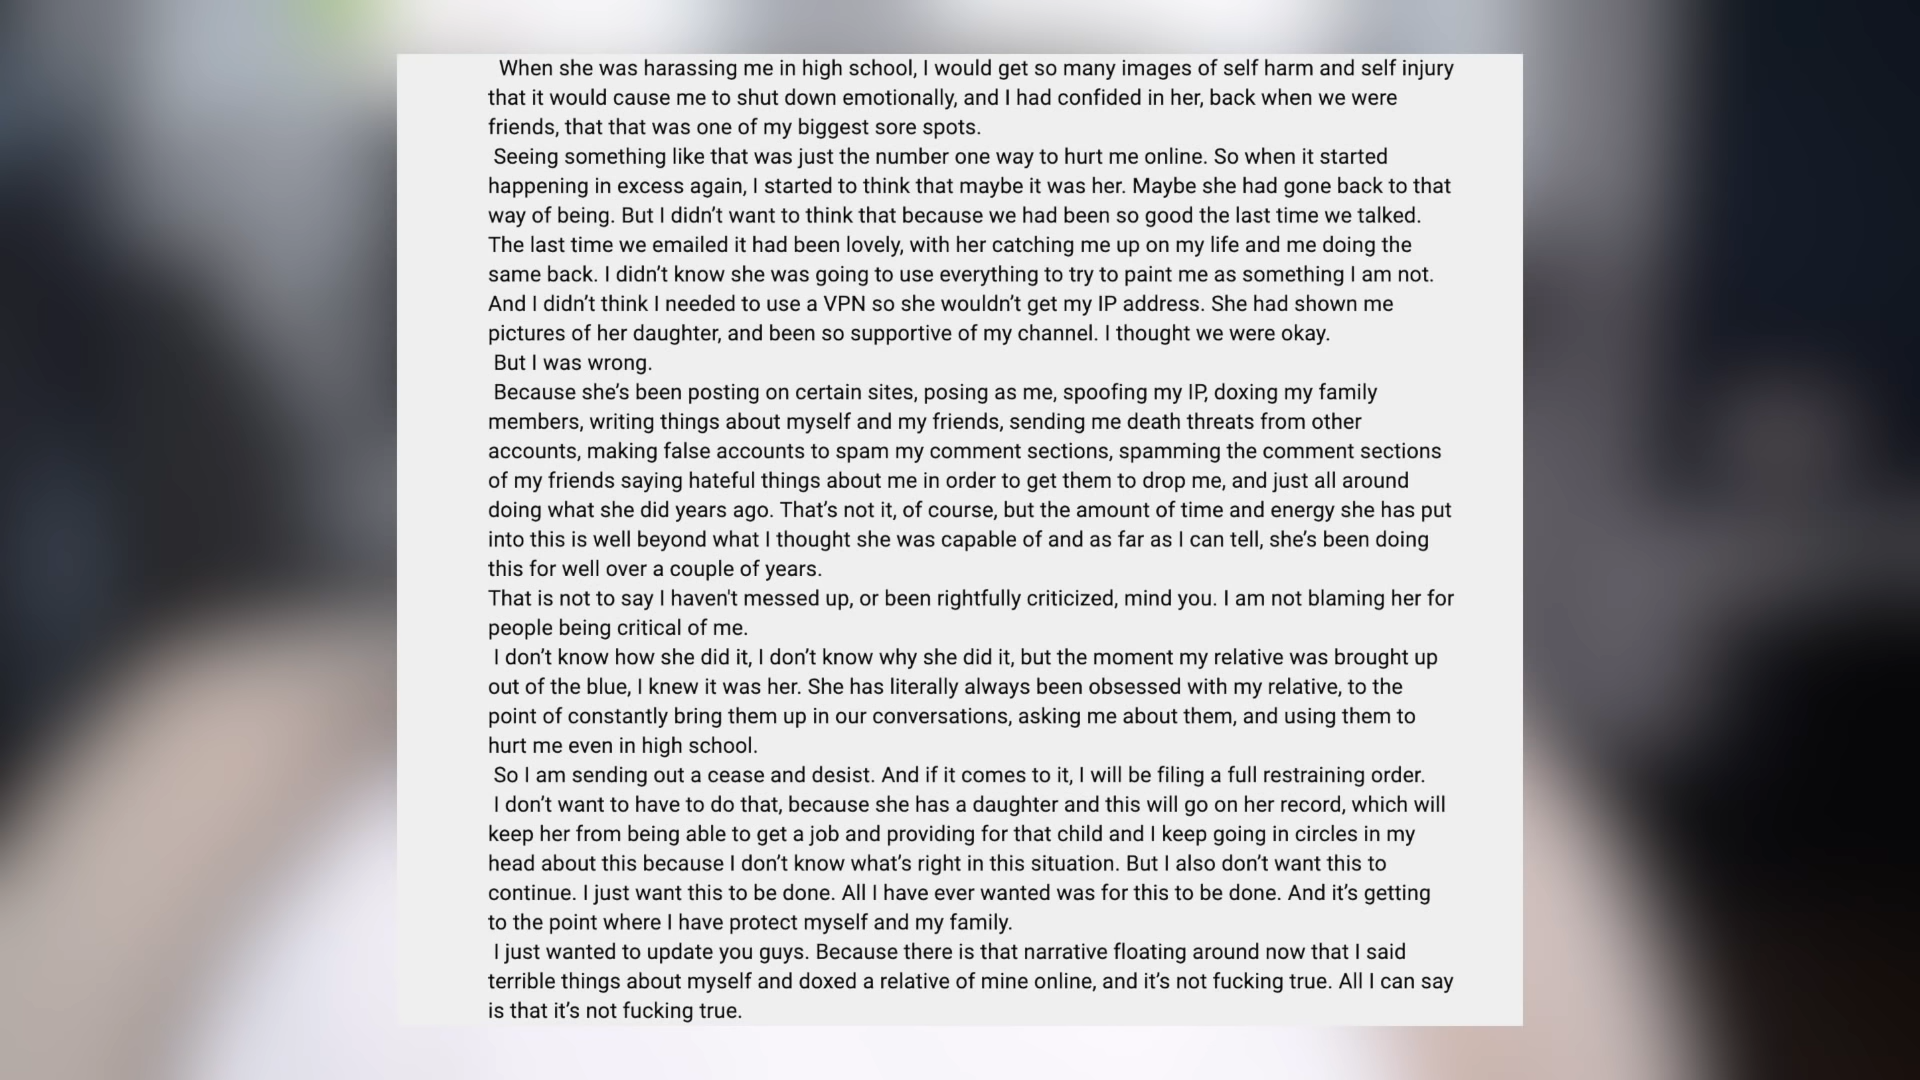 When she was harassing me in high school, I would get so many images of self harm and self injury
that it would cause me to shut down emotionally, and I had confided in her, back when we were
friends, that that was one of my biggest sore spots.
Seeing something like that was just the number one way to hurt me online. So when it started
happening in excess again, I started to think that maybe it was her. Maybe she had gone back to that
way of being. But I didn’t want to think that because we had been so good the last time we talked.
The last time we emailed it had been lovely, with her catching me up on my life and me doing the
same back. I didn’t know she was going to use everything to try to paint me as something I am not.
And I didn’t think I needed to use a VPN so she wouldn’t get my IP address. She had shown me
pictures of her daughter, and been so supportive of my channel. I thought we were okay.
But I was wrong.
Because she’s been posting on certain sites, posing as me, spoofing my IP, doxing my family
members, writing things about myself and my friends, sending me death threats from other
accounts, making false accounts to spam my comment sections, spamming the comment sections
of my friends saying hateful things about me in order to get them to drop me, and just all around
doing what she did years ago. That’s not it, of course, but the amount of time and energy she has put
into this is well beyond what I thought she was capable of and as far as I can tell, she’s been doing
this for well over a couple of years.
That is not to say I haven't messed up, or been rightfully criticized, mind you. I am not blaming her for
people being critical of me.
I don’t know how she did it, I don’t know why she did it, but the moment my relative was brought up
out of the blue, I knew it was her. She has literally always been obsessed with my relative, to the
point of constantly bring them up in our conversations, asking me about them, and using them to
hurt me even in high school.
So I am sending out a cease and desist. And if it comes to it, I will be filing a full restraining order.
I don’t want to have to do that, because she has a daughter and this will go on her record, which will
keep her from being able to get a job and providing for that child and I keep going in circles in my
head about this because I don’t know what’s right in this situation. But I also don’t want this to
continue. I just want this to be done. All I have ever wanted was for this to be done. And it’s getting
to the point where I have protect myself and my family.
I just wanted to update you guys. Because there is that narrative floating around now that I said
terrible things about myself and doxed a relative of mine online, and it’s not fucking true. All I can say
is that it’s not fucking true.